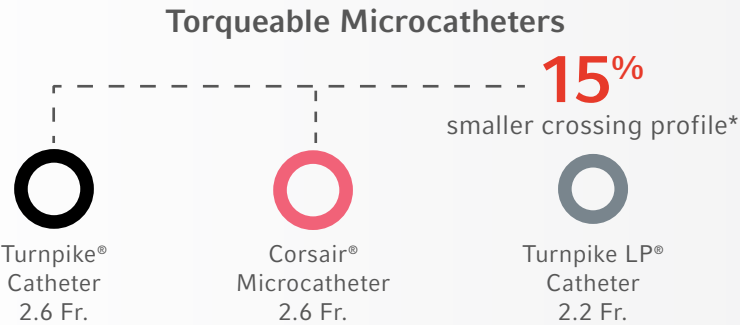 Torqueable Microcatheters
15%
smaller crossing profile*
Turnpike®
Catheter
2.6 Fr.
Corsair®
Microcatheter
2.6 Fr.
Turnpike LP®
Catheter
2.2 Fr.